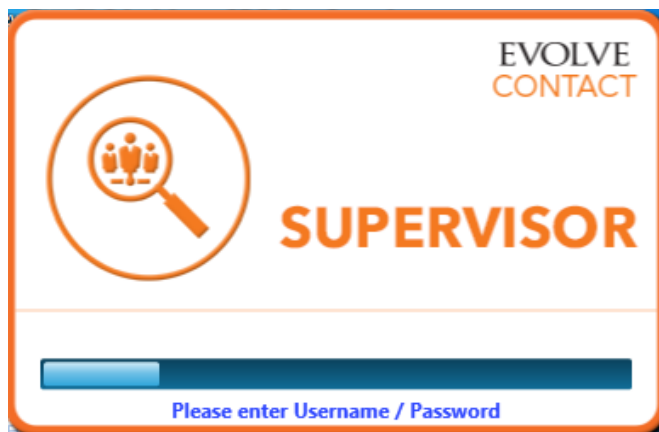 EVOLVE
CONTACT
SUPERVISOR
Please enter Username / Password